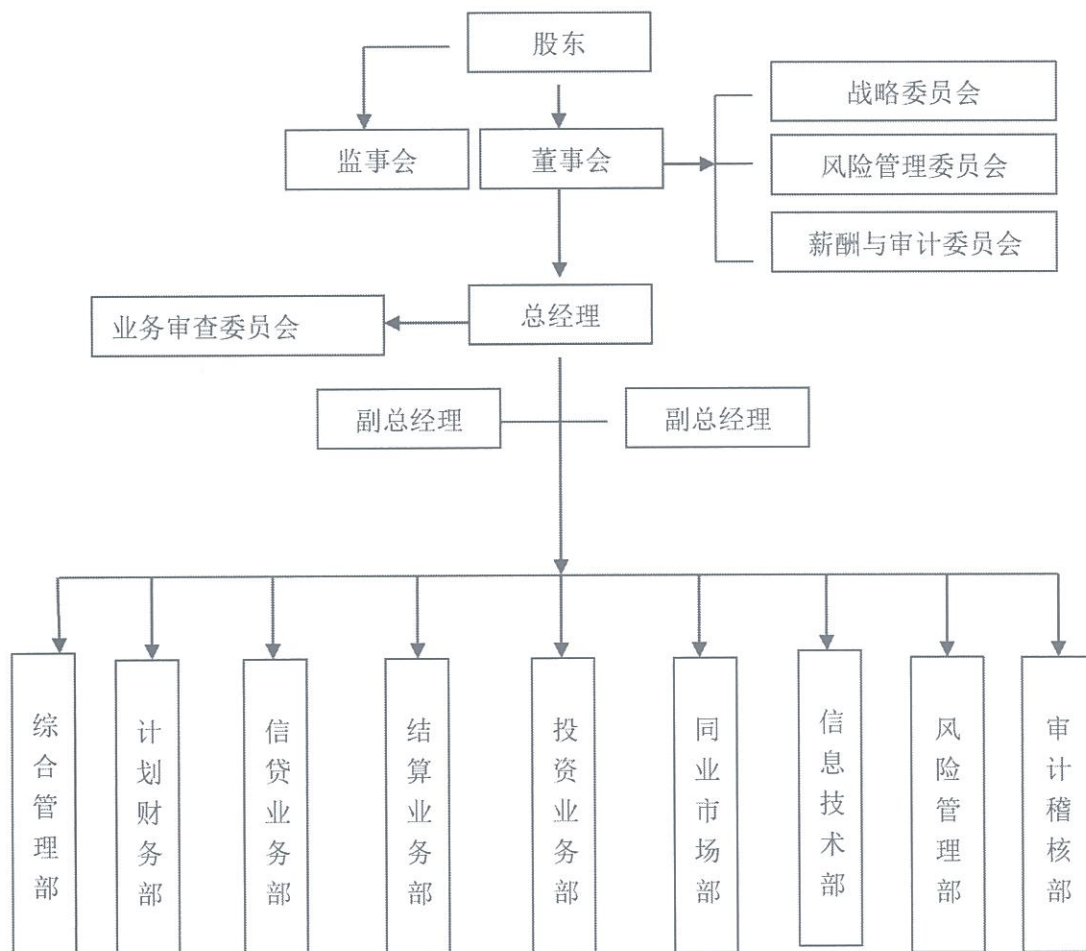 股东
战略委员会
监事会
董事会
风险管理委员会
薪酬与审计委员会
总经理
业务审查委员会
副总经理
副总经理
综合管理部
计划财务部
信贷业务部
结算业务部
投资业务部
同业市场部
信息技术部
风险管理部
审计稽核部